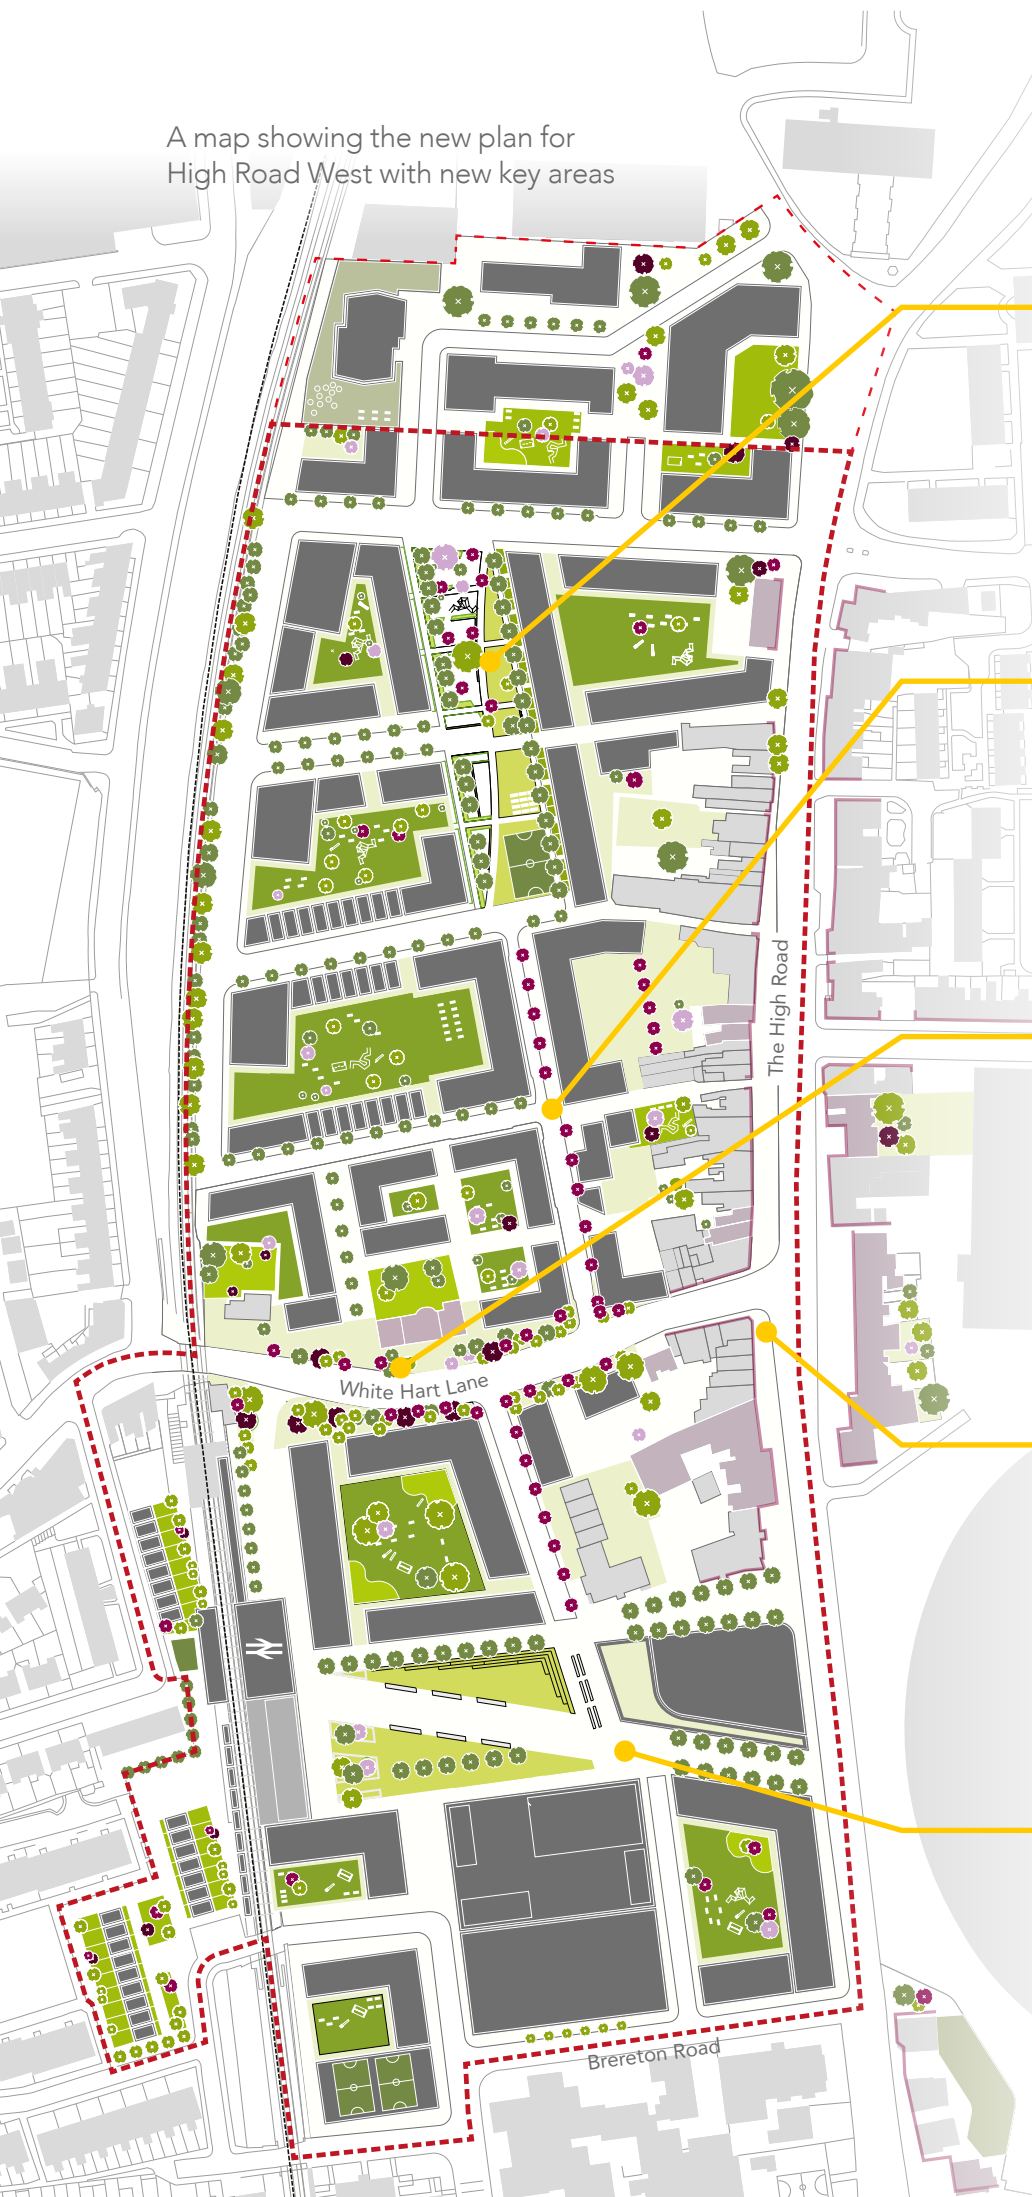 A map showing the new plan for
High Road West with new key areas
The High Road
White Hart Lane
Brereton Road